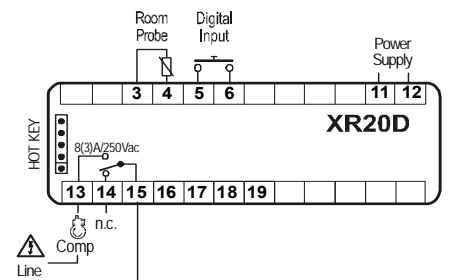 Room
Probe
Digital
Input
Power
Supply
3 4 5 6 11 12
XR20D
HOT KEY
8(3)A/250Vac
13 14 15 16 17 18 19
n.c.
Comp
Line